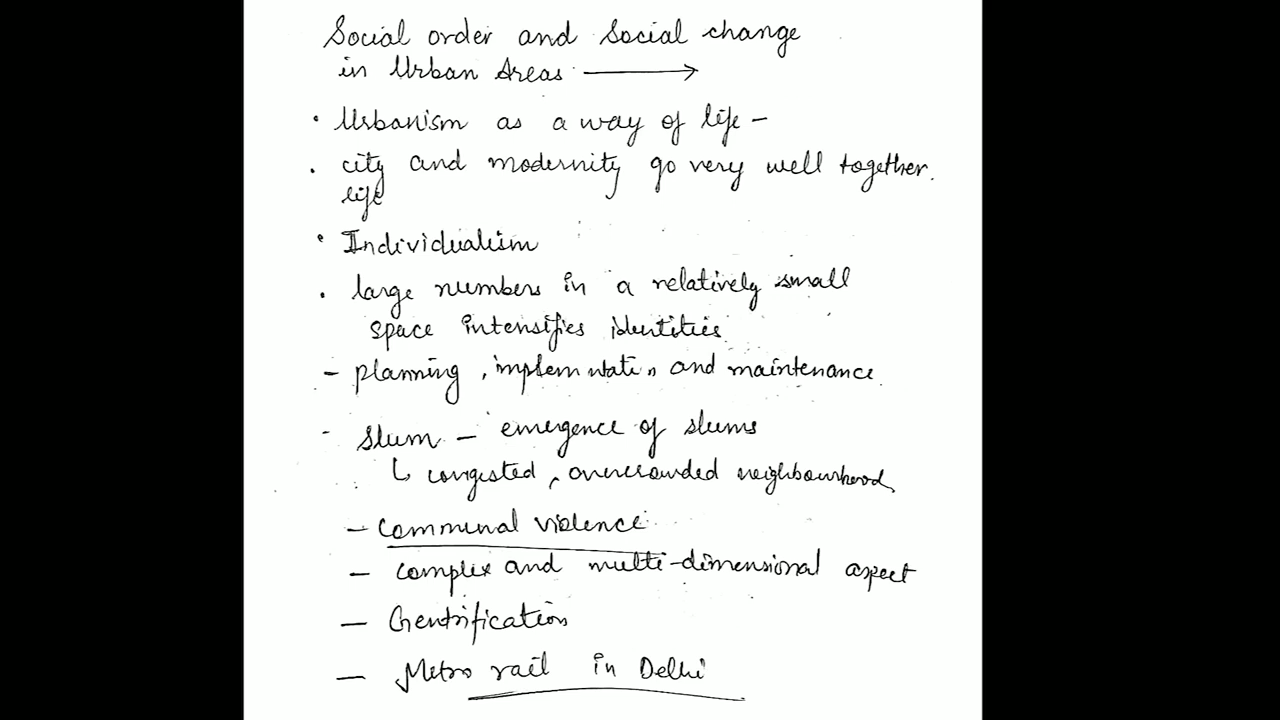 Social order and Social change
in Urban Areas →
• Urbanism as a way of life –
• city and modernity go very well together.
life
• Individualism
• large numbers in a relatively small
space intensifies identities.
– planning, implementation and maintenance.
- Slum – emergence of slums
↳ congested, overcrowded neighbourhood
– Communal violence
– complex and multi-dimensional aspect
– Gentrification
– Metro rail in Delhi